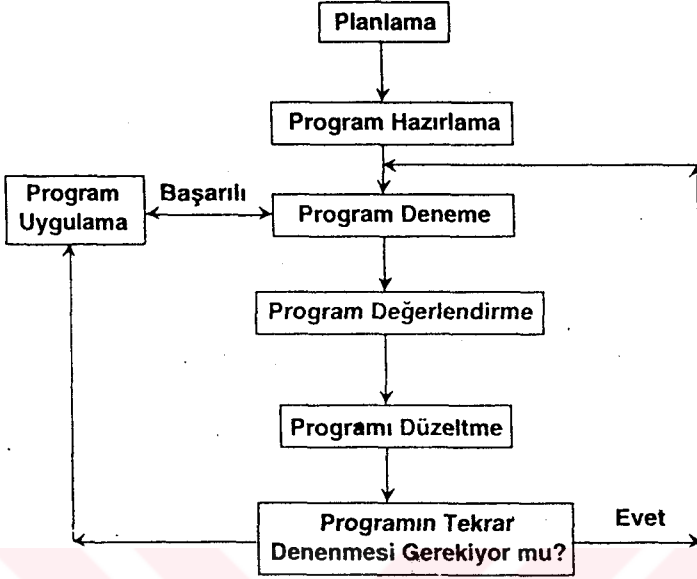 Planlama
Program Hazırlama
Program
Uygulama
Başarılı
Program Deneme
Program Değerlendirme
Programı Düzeltme
Programın Tekrar
Denenmesi Gerekiyor mu?
Evet